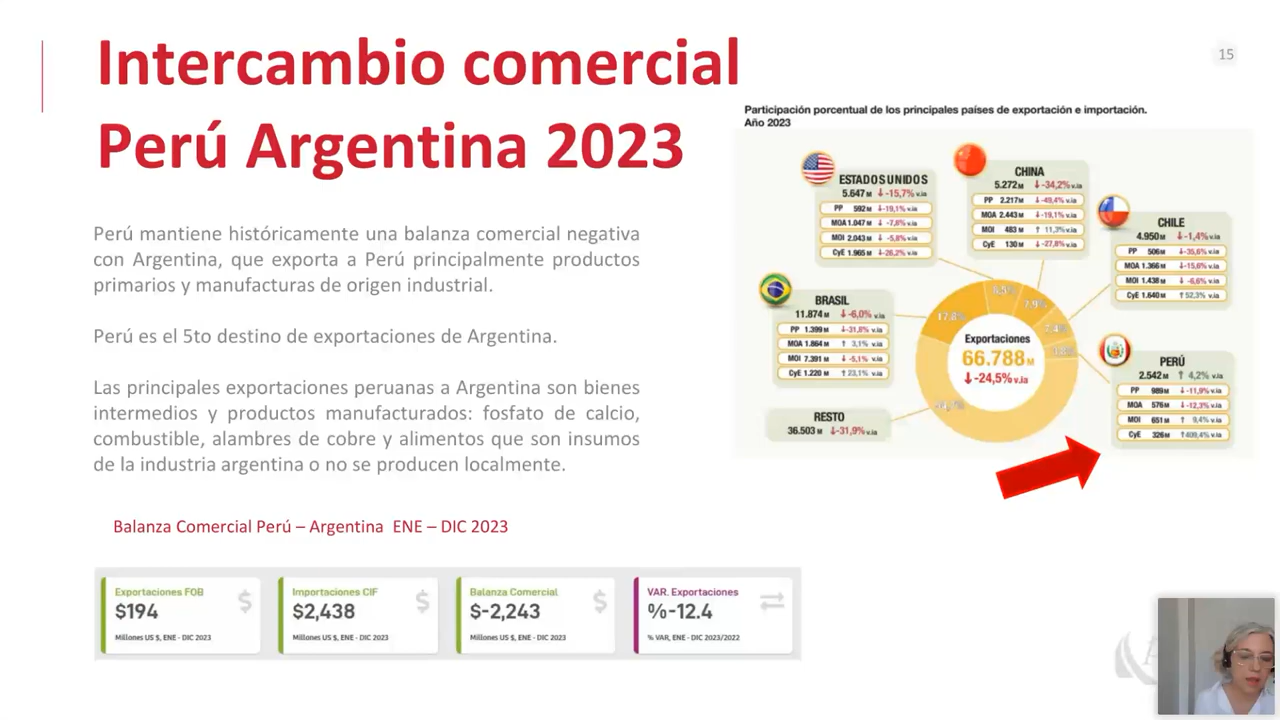 Intercambio comercial
Perú Argentina 2023
15
Perú muestra históricamente una balanza comercial negativa
con Argentina, que exporta a Perú principalmente productos
primarios y manufacturas de origen industrial.
Perú es el 5to destino de exportaciones de Argentina.
Las principales exportaciones peruanas a Argentina son bienes
intermedios y productos manufacturados: fosfato de calcio,
combustible, alambres de cobre y alimentos que son insumos
de la industria argentina o no se producen localmente.
Balanza Comercial Perú – Argentina ENE – DIC 2023
Exportaciones FOB
$194
Millones US $, ENE - DIC 2023
Importaciones CIF
$2,438
Millones US $, ENE - DIC 2023
Balanza Comercial
$-2,243
Millones US $, ENE - DIC 2023
VAR. Exportaciones
%-12.4
% VAR, ENE - DIC 2023/2022
Participación porcentual de los principales países de exportación e importación.
Año 2023
ESTADOS UNIDOS
5.647 M ↓-15,7% v.ia
PP 592 M ↓-19,1% v.ia
MOA 1.047 M ↓-7,8% v.ia
MOI 2.043 M ↓-5,8% v.ia
CyE 1.965 M ↓-26,2% v.ia
CHINA
5.272 M ↓-34,2% v.ia
PP 2.217 M ↓-49,4% v.ia
MOA 2.443 M ↓-19,1% v.ia
MOI 483 M ↑ 11,3% v.ia
CyE 130 M ↓-27,8% v.ia
CHILE
4.950 M ↓-1,4% v.ia
PP 506 M ↓-35,6% v.ia
MOA 1.366 M ↓-15,6% v.ia
MOI 1.438 M ↓-6,6% v.ia
CyE 1.640 M ↑ 52,3% v.ia
BRASIL
11.874 M ↓-6,0% v.ia
PP 1.399 M ↓-31,8% v.ia
MOA 1.864 M ↑ 3,1% v.ia
MOI 7.391 M ↓-5,1% v.ia
CyE 1.220 M ↑ 23,1% v.ia
PERÚ
2.542 M ↑ 4,2% v.ia
PP 989 M ↓-11,9% v.ia
MOA 576 M ↓-12,3% v.ia
MOI 651 M ↑ 9,4% v.ia
CyE 326 M ↑ 409,4% v.ia
RESTO
36.503 M ↓-31,9% v.ia
Exportaciones
66.788 M
↓-24,5% v.ia
17,8%
8,5%
7,9%
7,4%